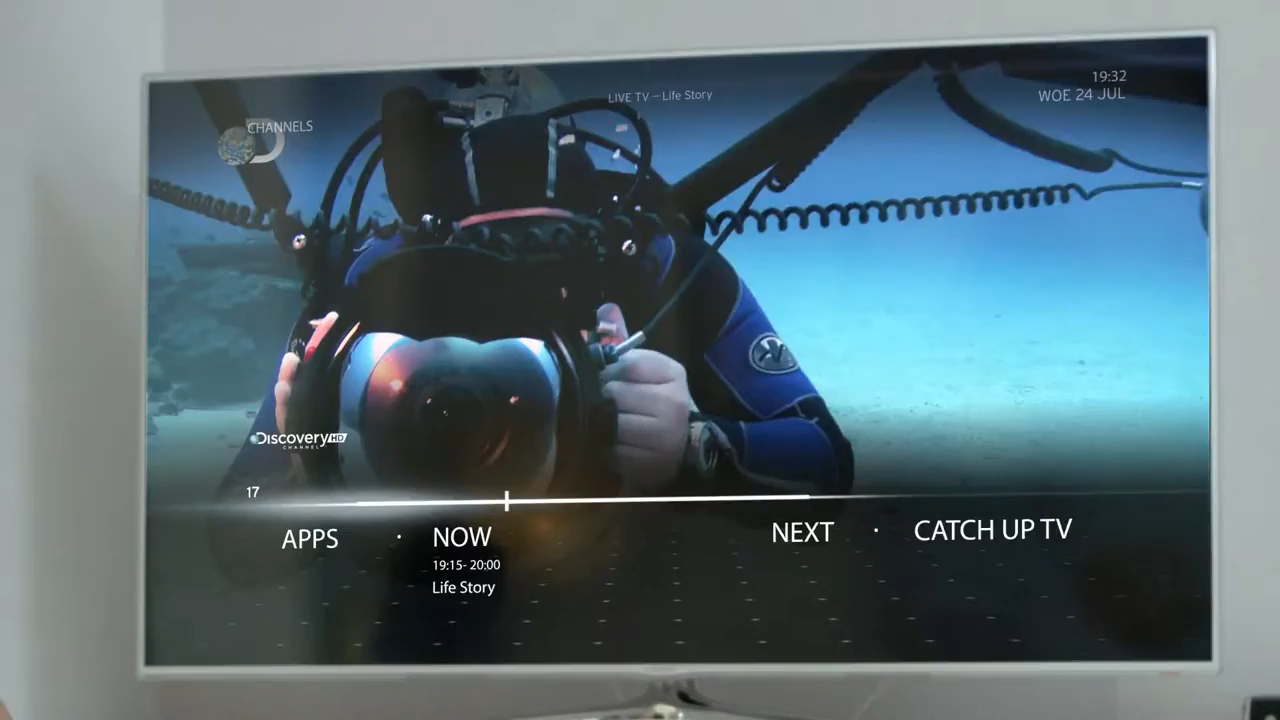 19:32
LIVE TV – Life Story
WOE 24 JUL
CHANNELS
Discovery HD
CHANNEL
17
APPS · NOW NEXT · CATCH UP TV
19:15- 20:00
Life Story